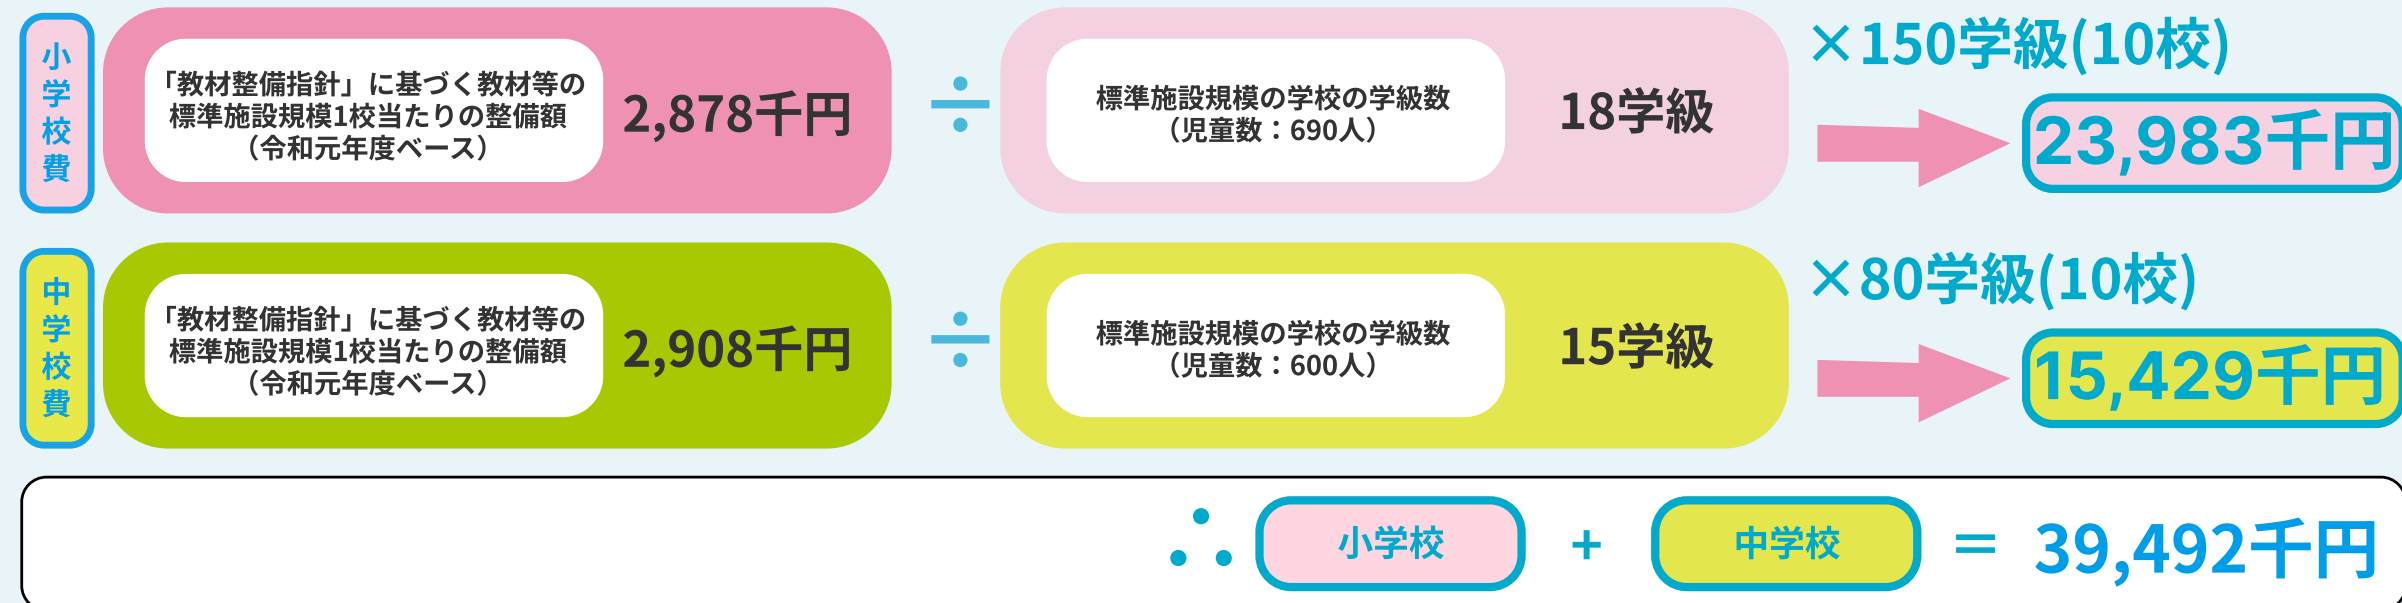 小学校費
「教材整備指針」に基づく教材等の
標準施設規模1校当たりの整備額
（令和元年度ベース）
2,878千円
÷
標準施設規模の学校の学級数
（児童数：690人）
18学級
×150学級(10校)
23,983千円
中学校費
「教材整備指針」に基づく教材等の
標準施設規模1校当たりの整備額
（令和元年度ベース）
2,908千円
÷
標準施設規模の学校の学級数
（児童数：600人）
15学級
×80学級(10校)
15,429千円
∴ 小学校 + 中学校 = 39,492千円